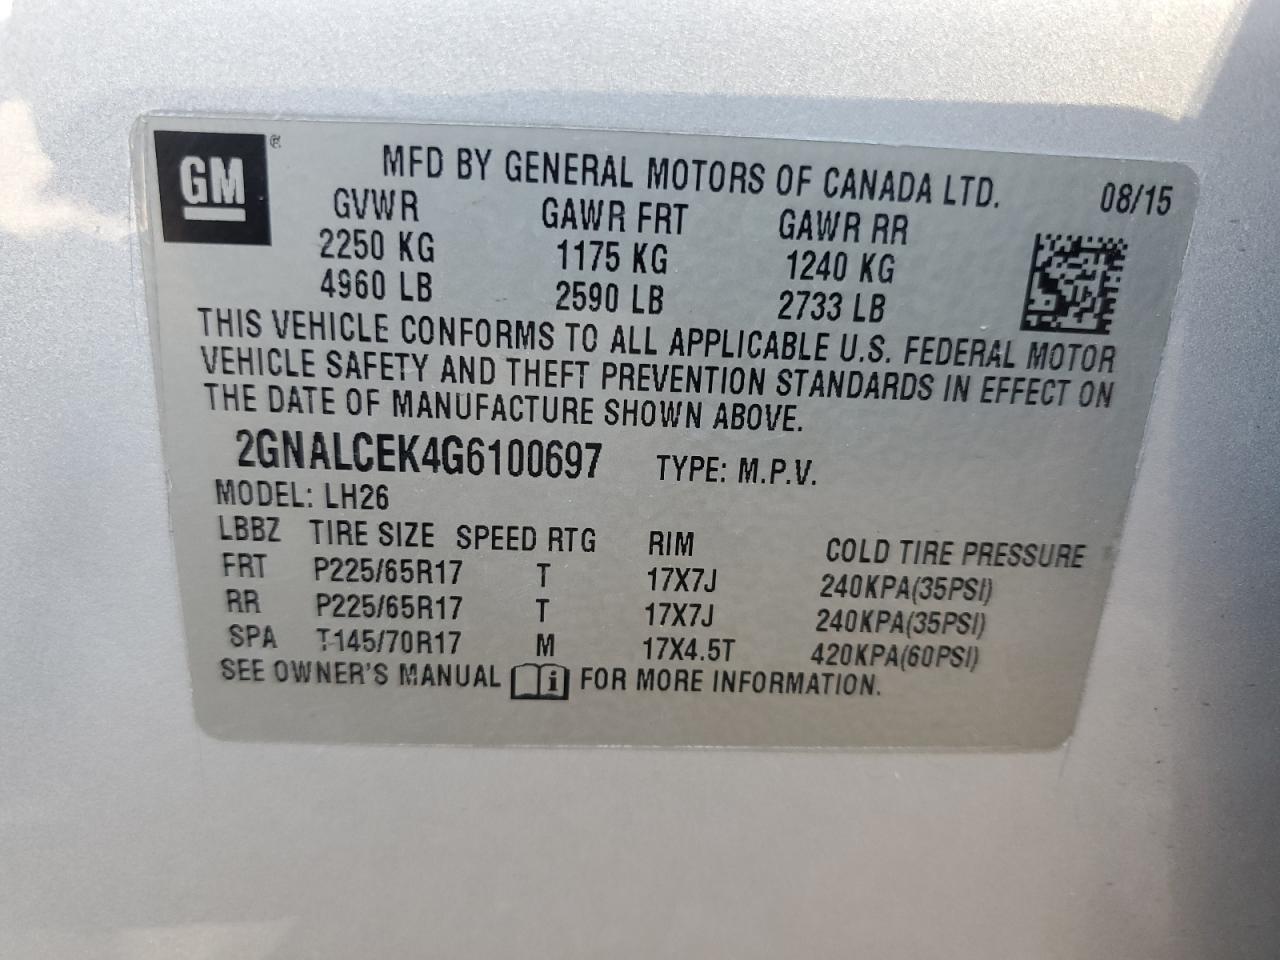 GM ®
MFD BY GENERAL MOTORS OF CANADA LTD. 08/15
GVWR GAWR FRT GAWR RR
2250 KG 1175 KG 1240 KG
4960 LB 2590 LB 2733 LB
THIS VEHICLE CONFORMS TO ALL APPLICABLE U.S. FEDERAL MOTOR
VEHICLE SAFETY AND THEFT PREVENTION STANDARDS IN EFFECT ON
THE DATE OF MANUFACTURE SHOWN ABOVE.
2GNALCEK4G6100697 TYPE: M.P.V.
MODEL: LH26
LBBZ TIRE SIZE SPEED RTG RIM COLD TIRE PRESSURE
FRT P225/65R17 T 17X7J 240KPA(35PSI)
RR P225/65R17 T 17X7J 240KPA(35PSI)
SPA T145/70R17 M 17X4.5T 420KPA(60PSI)
SEE OWNER'S MANUAL i FOR MORE INFORMATION.